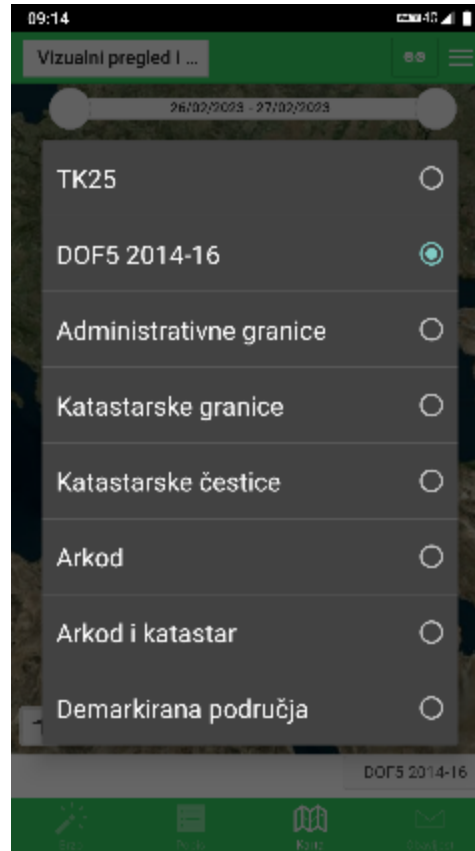 09:14
4G
Vizualni pregled i ...
26/02/2023 - 27/02/2023
TK25
DOF5 2014-16
Administrativne granice
Katastarske granice
Katastarske čestice
Arkod
Arkod i katastar
Demarkirana područja
DOF5 2014-16
Karta